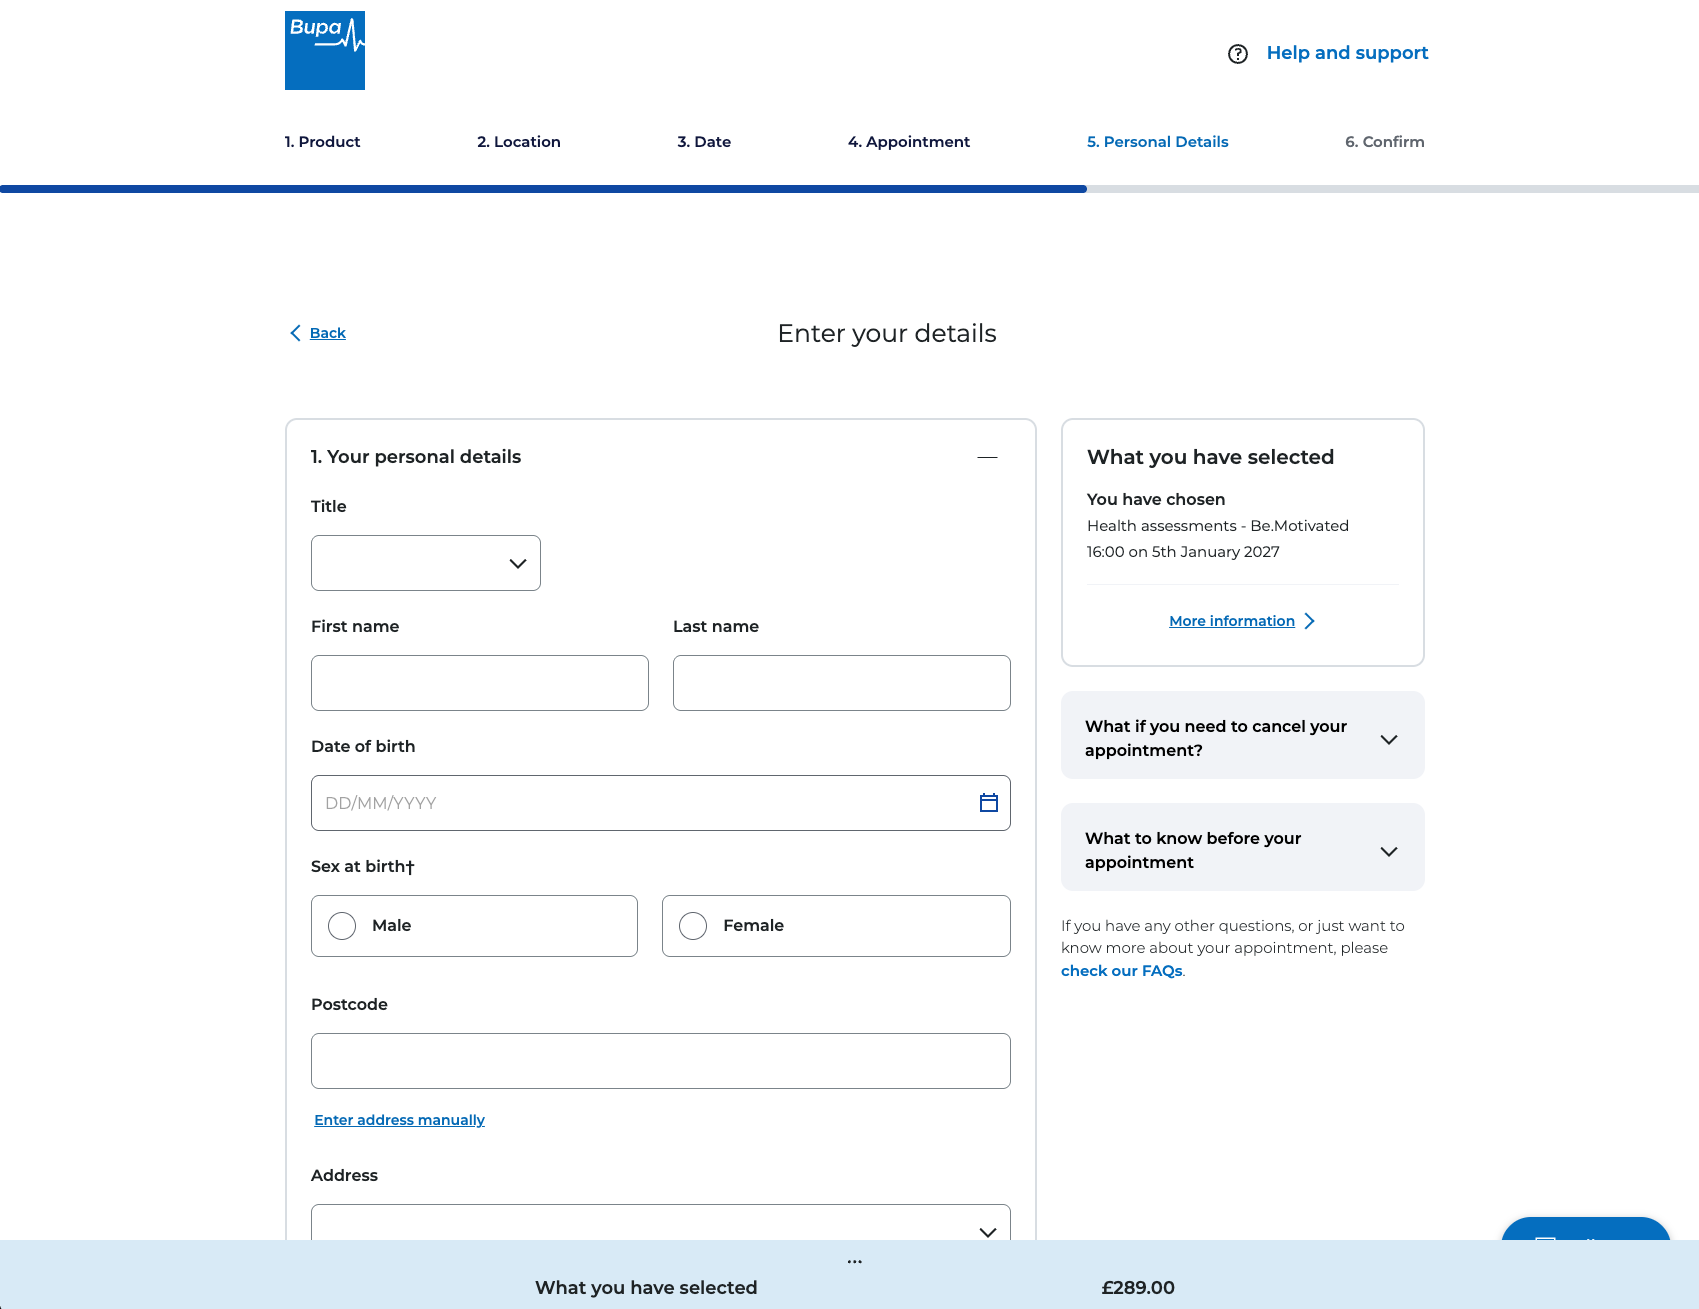 Bupa
Help and support
1. Product
2. Location
3. Date
4. Appointment
5. Personal Details
6. Confirm
Back
Enter your details
1. Your personal details
Title
First name
Last name
Date of birth
DD/MM/YYYY
Sex at birth†
Male
Female
Postcode
Enter address manually
Address
What you have selected
You have chosen
Health assessments - Be.Motivated
16:00 on 5th January 2027
More information
What if you need to cancel your
appointment?
What to know before your
appointment
If you have any other questions, or just want to
know more about your appointment, please
check our FAQs.
...
What you have selected
£289.00